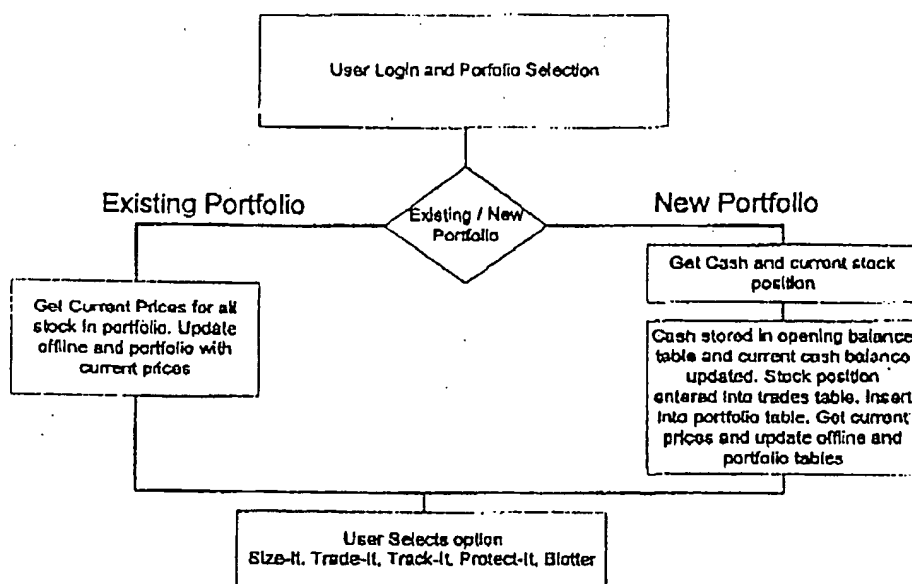 User Login and Porfolio Selection
Existing Portfolio
Existing / New
Portfolio
New Portfolio
Get Current Prices for all
stock in portfolio. Update
offline and portfolio with
current prices
Get Cash and current stock
position
Cash stored in opening balance
table and current cash balance
updated. Stock position
entered into trades table. Insert
into portfolio table. Get current
prices and update offline and
portfolio tables
User Selects option
Size-It, Trade-It, Track-It, Protect-It, Blotter